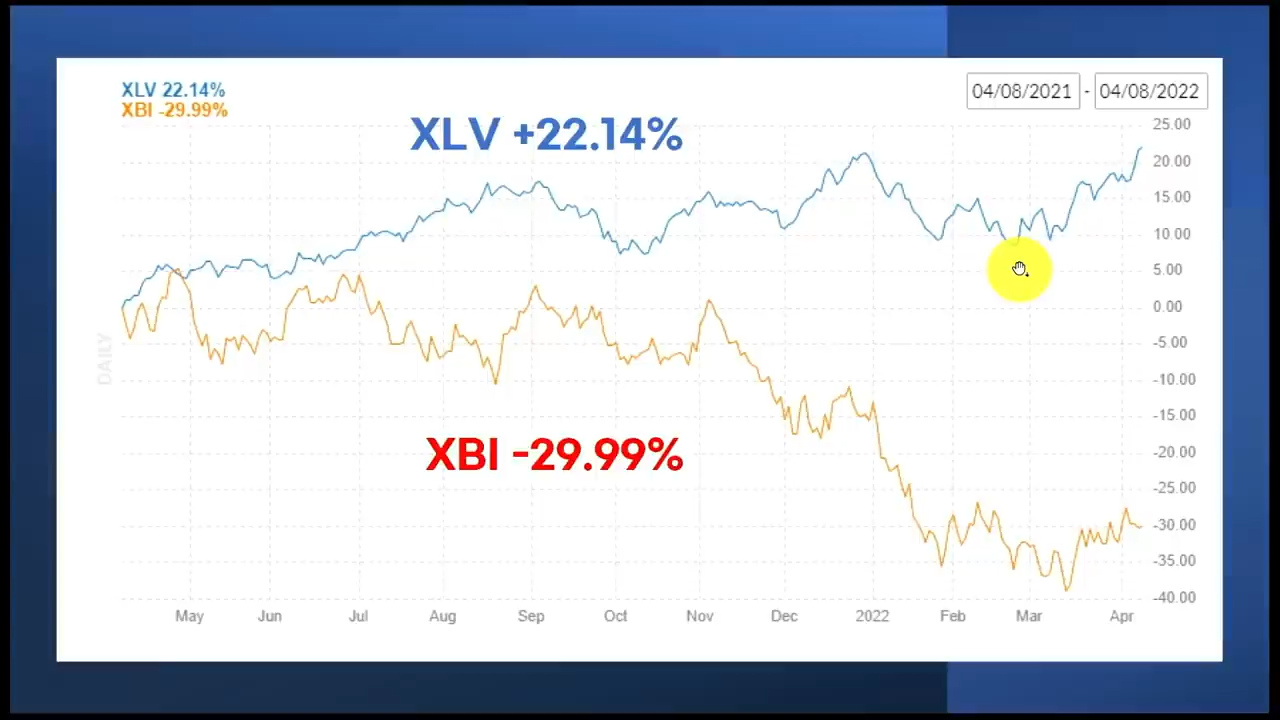 XLV 22.14%
XBI -29.99%
04/08/2021 - 04/08/2022
XLV +22.14%
XBI -29.99%
DAILY
25.00
20.00
15.00
10.00
5.00
0.00
-5.00
-10.00
-15.00
-20.00
-25.00
-30.00
-35.00
-40.00
May Jun Jul Aug Sep Oct Nov Dec 2022 Feb Mar Apr